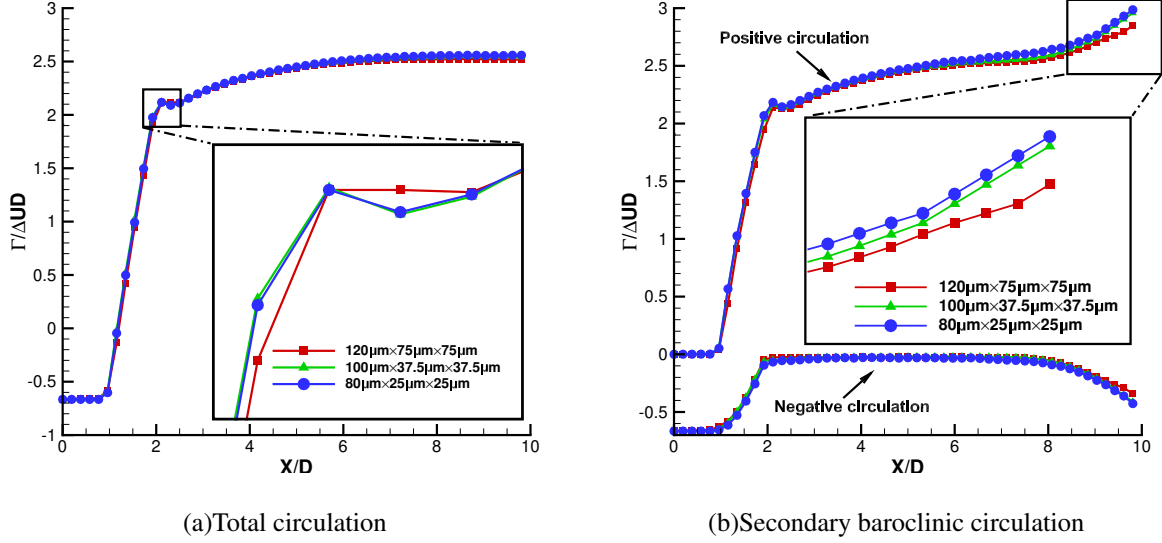 3
2.5
2
1.5
1
0.5
0
-0.5
-1
Γ/ΔUD
0 2 4 6 8 10
X/D
120μm×75μm×75μm
100μm×37.5μm×37.5μm
80μm×25μm×25μm
(a)Total circulation
3
2.5
2
1.5
1
0.5
0
-0.5
Γ/ΔUD
0 2 4 6 8 10
X/D
Positive circulation
120μm×75μm×75μm
100μm×37.5μm×37.5μm
80μm×25μm×25μm
Negative circulation
(b)Secondary baroclinic circulation